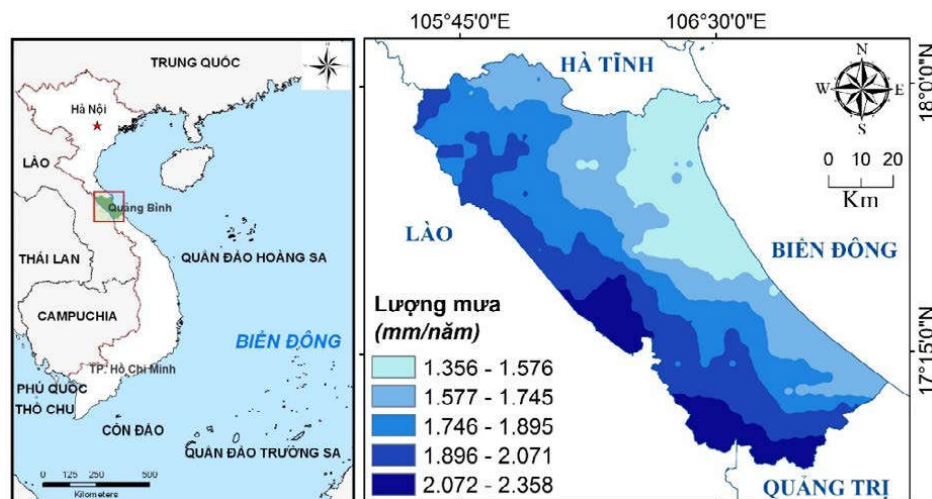 TRUNG QUỐC
Hà Nội
LÀO
Quảng Bình
THÁI LAN
QUẦN ĐẢO HOÀNG SA
CAMPUCHIA
BIỂN ĐÔNG
TP. Hồ Chí Minh
PHÚ QUỐC
THỔ CHU
CÔN ĐẢO
QUẦN ĐẢO TRƯỜNG SA
0 125 250 500
Kilometers
105°45'0"E 106°30'0"E
HÀ TĨNH
N
W E
S
18°0'0"N
0 10 20
Km
LÀO
BIỂN ĐÔNG
Lượng mưa
(mm/năm)
1.356 - 1.576
1.577 - 1.745
1.746 - 1.895
1.896 - 2.071
2.072 - 2.358
17°15'0"N
QUẢNG TRỊ